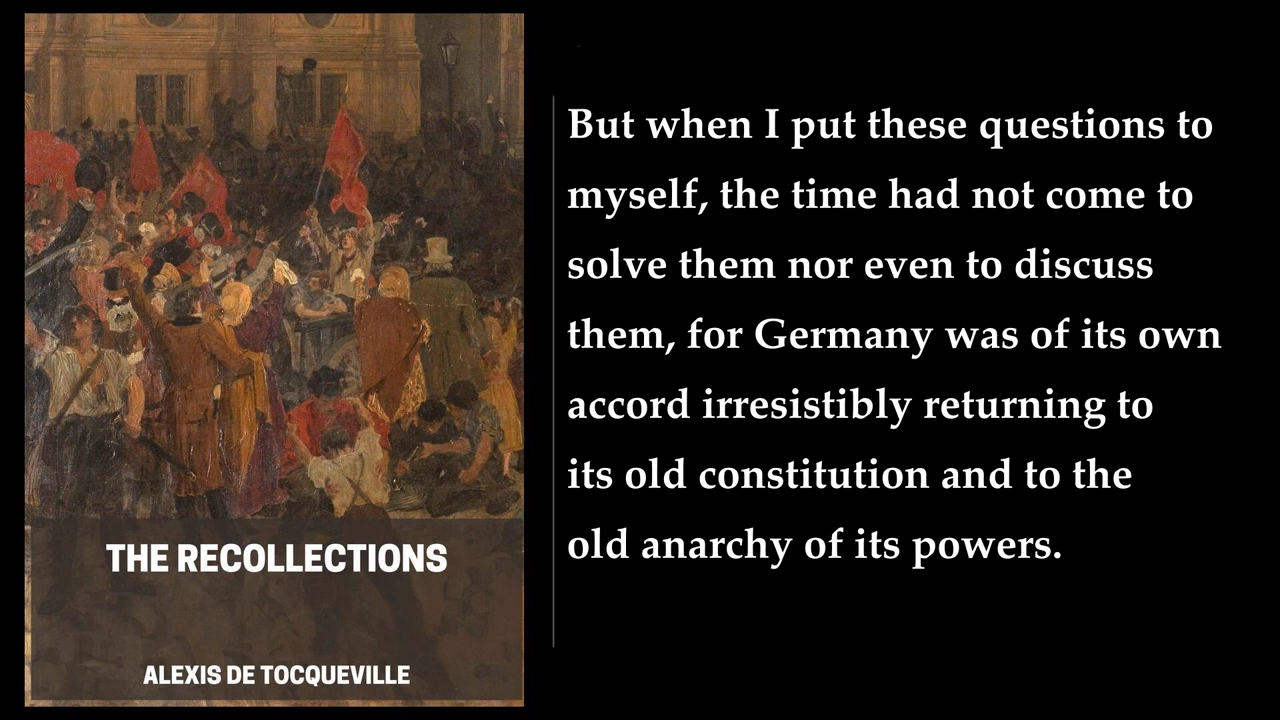 THE RECOLLECTIONS
ALEXIS DE TOCQUEVILLE
But when I put these questions to
myself, the time had not come to
solve them nor even to discuss
them, for Germany was of its own
accord irresistibly returning to
its old constitution and to the
old anarchy of its powers.